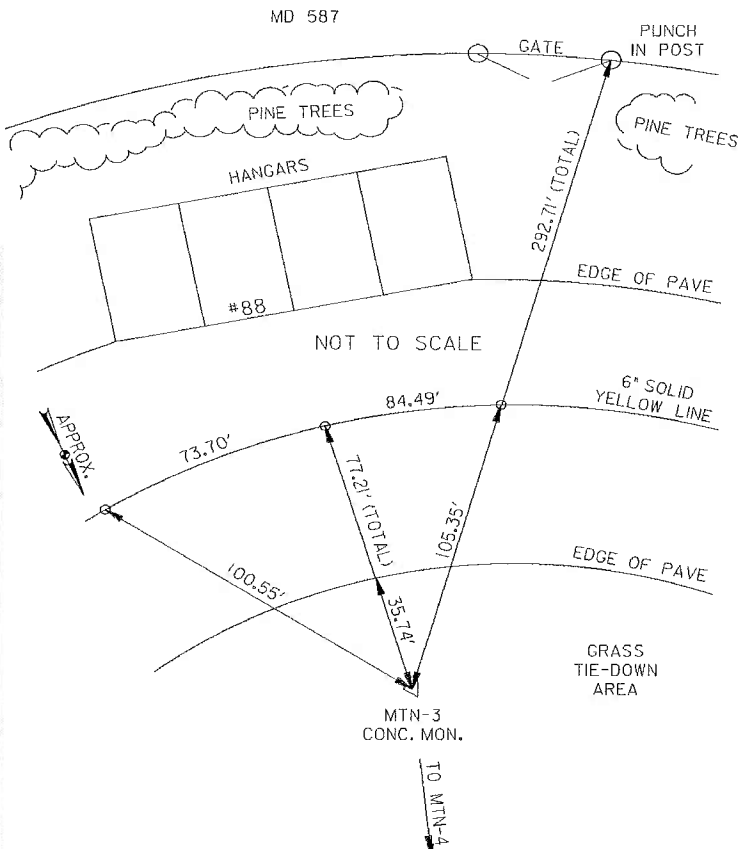 MD 587
GATE
PUNCH
IN POST
PINE TREES
PINE TREES
HANGARS
292.71' (TOTAL)
EDGE OF PAVE
#88
NOT TO SCALE
6" SOLID
YELLOW LINE
84.49'
APPROX.
73.70'
77.21' (TOTAL)
105.35'
EDGE OF PAVE
100.55'
35.74'
GRASS
TIE-DOWN
AREA
MTN-3
CONC. MON.
TO MTN-4